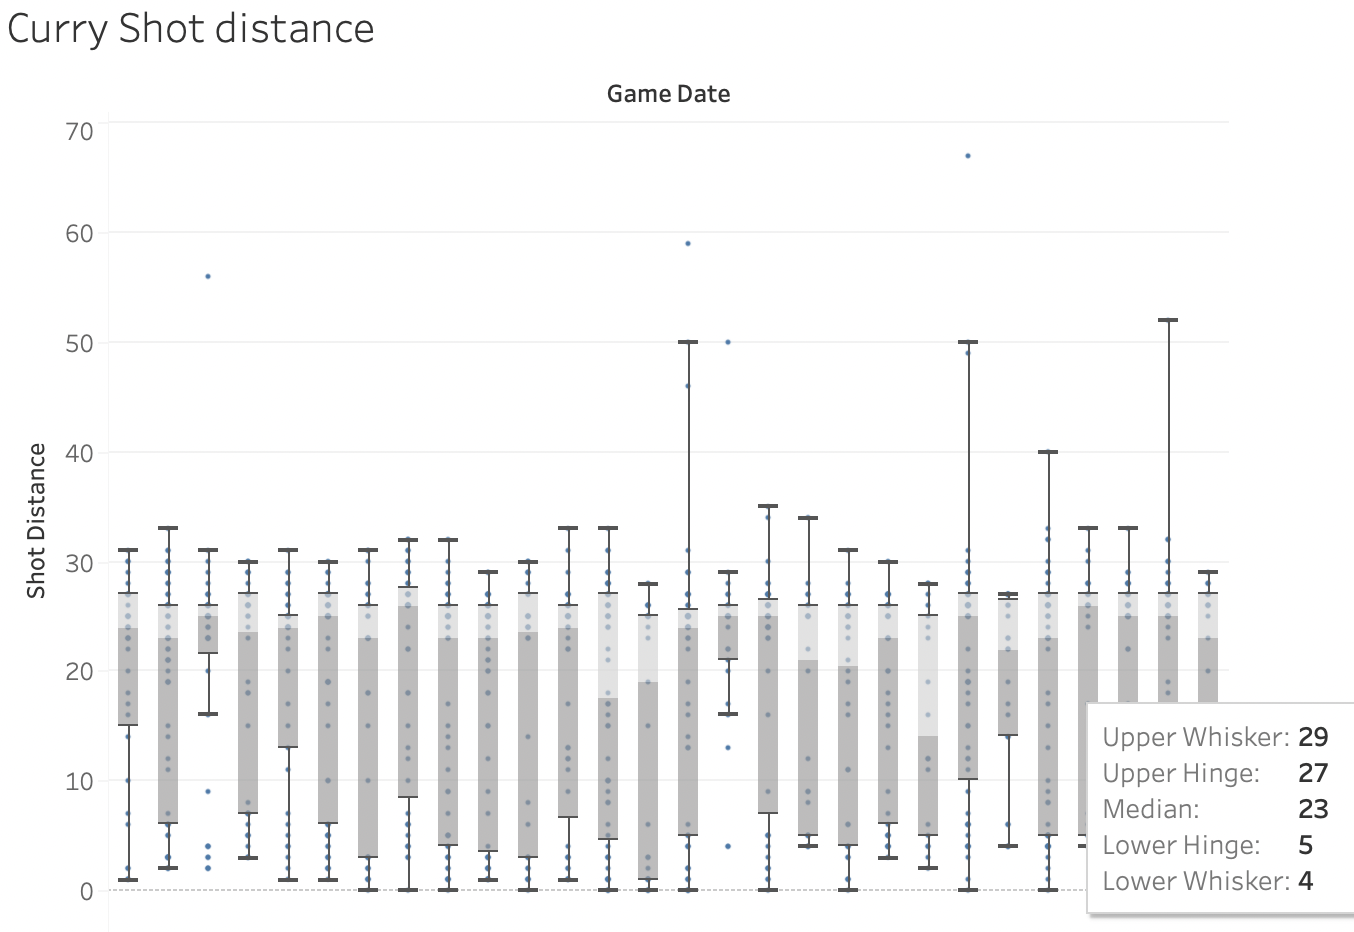 Curry Shot distance
Game Date
70
60
50
40
30
20
10
0
Shot Distance
Upper Whisker: 29
Upper Hinge: 27
Median: 23
Lower Hinge: 5
Lower Whisker: 4